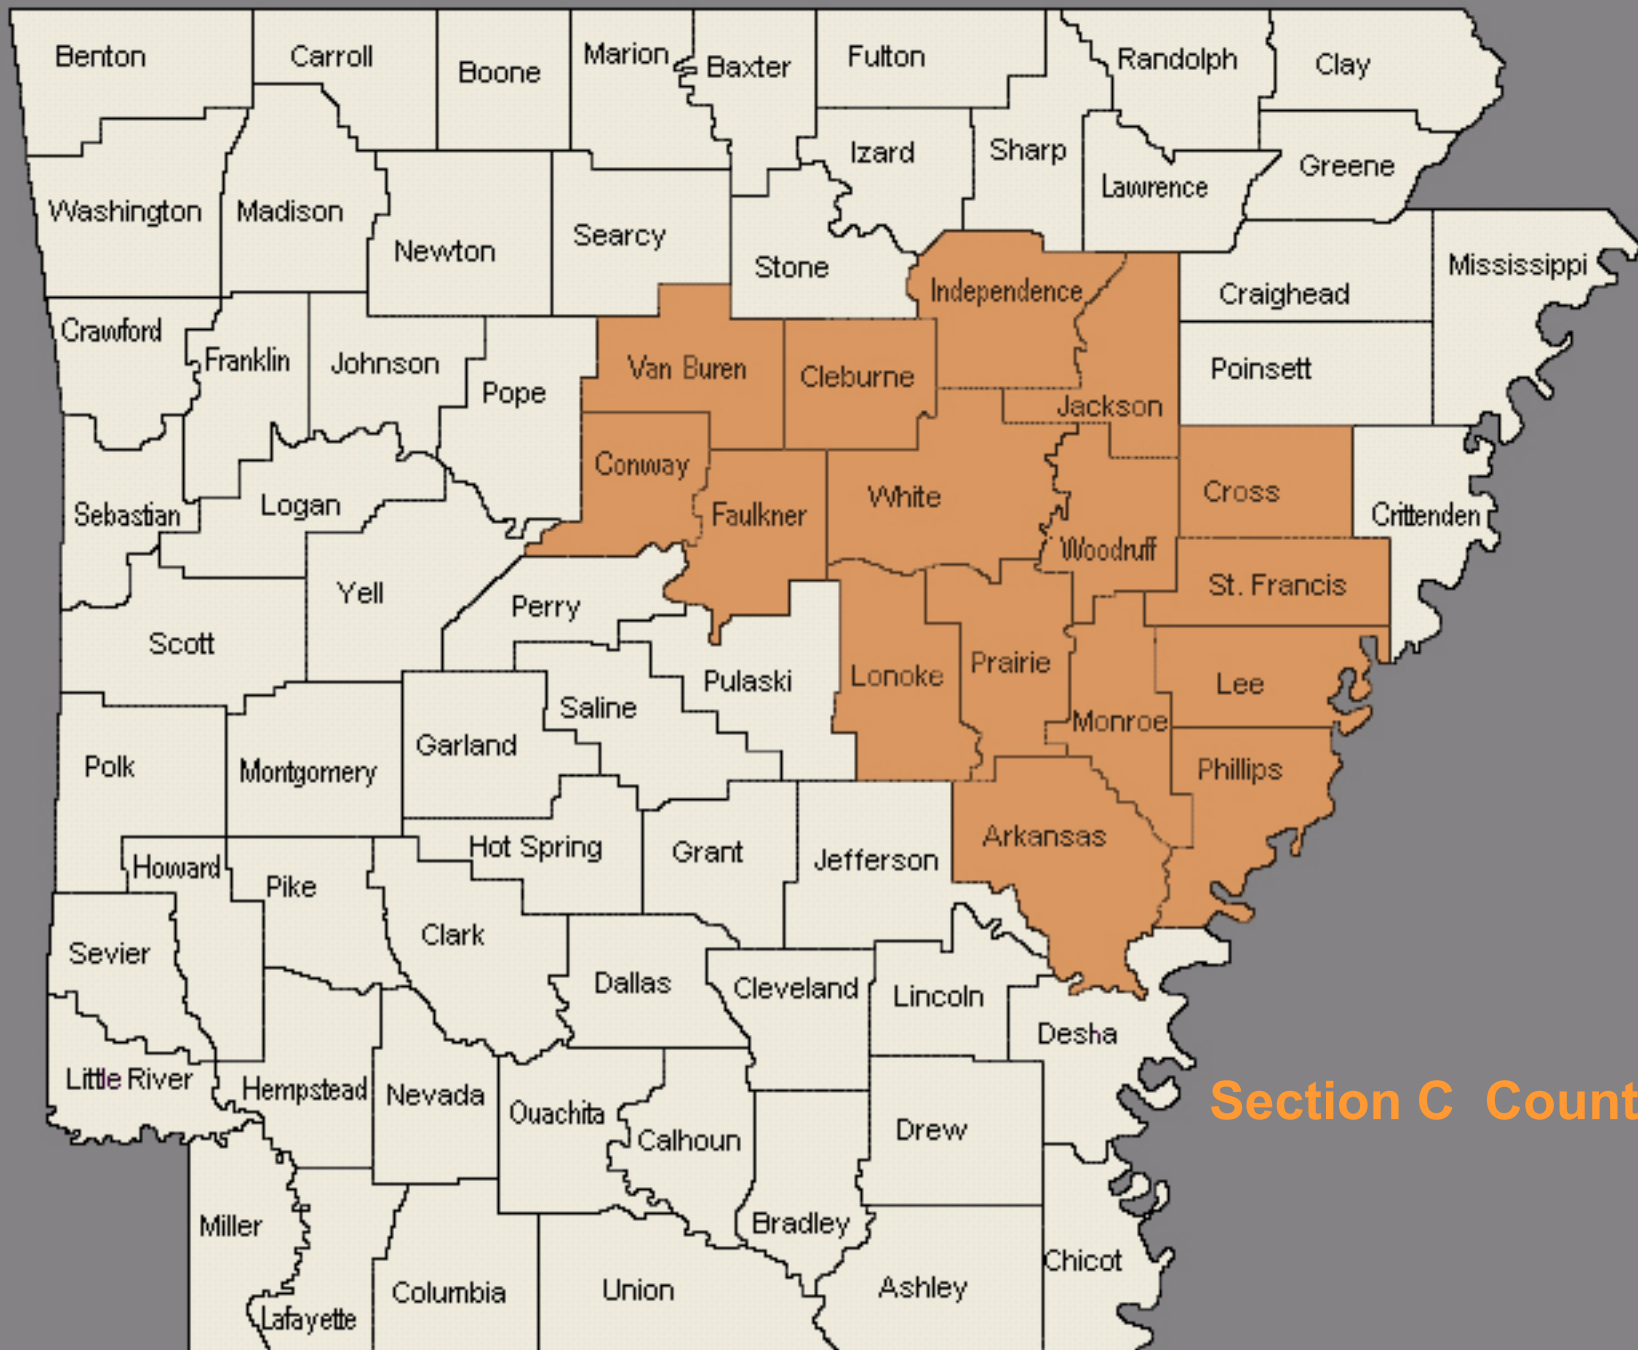 Benton
Carroll
Boone
Marion
Baxter
Fulton
Randolph
Clay
Izard
Sharp
Lawrence
Greene
Washington
Madison
Newton
Searcy
Stone
Independence
Craighead
Mississippi
Crawford
Franklin
Johnson
Pope
Van Buren
Cleburne
Jackson
Poinsett
Sebastian
Logan
Conway
Faulkner
White
Woodruff
Cross
Crittenden
Scott
Yell
Perry
Pulaski
Lonoke
Prairie
Monroe
St. Francis
Lee
Phillips
Polk
Montgomery
Garland
Saline
Howard
Pike
Hot Spring
Grant
Jefferson
Arkansas
Sevier
Clark
Dallas
Cleveland
Lincoln
Desha
Little River
Hempstead
Nevada
Ouachita
Calhoun
Drew
Section C Count
Miller
Lafayette
Columbia
Union
Bradley
Ashley
Chicot